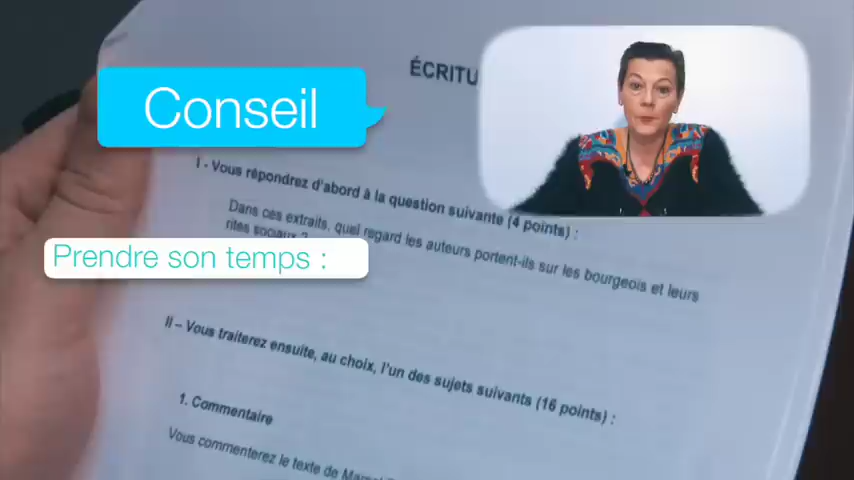 ÉCRITU
Conseil
I - Vous répondrez d'abord à la question suivante (4 points) :
Dans ces extraits, quel regard les auteurs portent-ils sur les bourgeois et leurs
rites sociaux ?
Prendre son temps :
II – Vous traiterez ensuite, au choix, l'un des sujets suivants (16 points) :
1. Commentaire
Vous commenterez le texte de